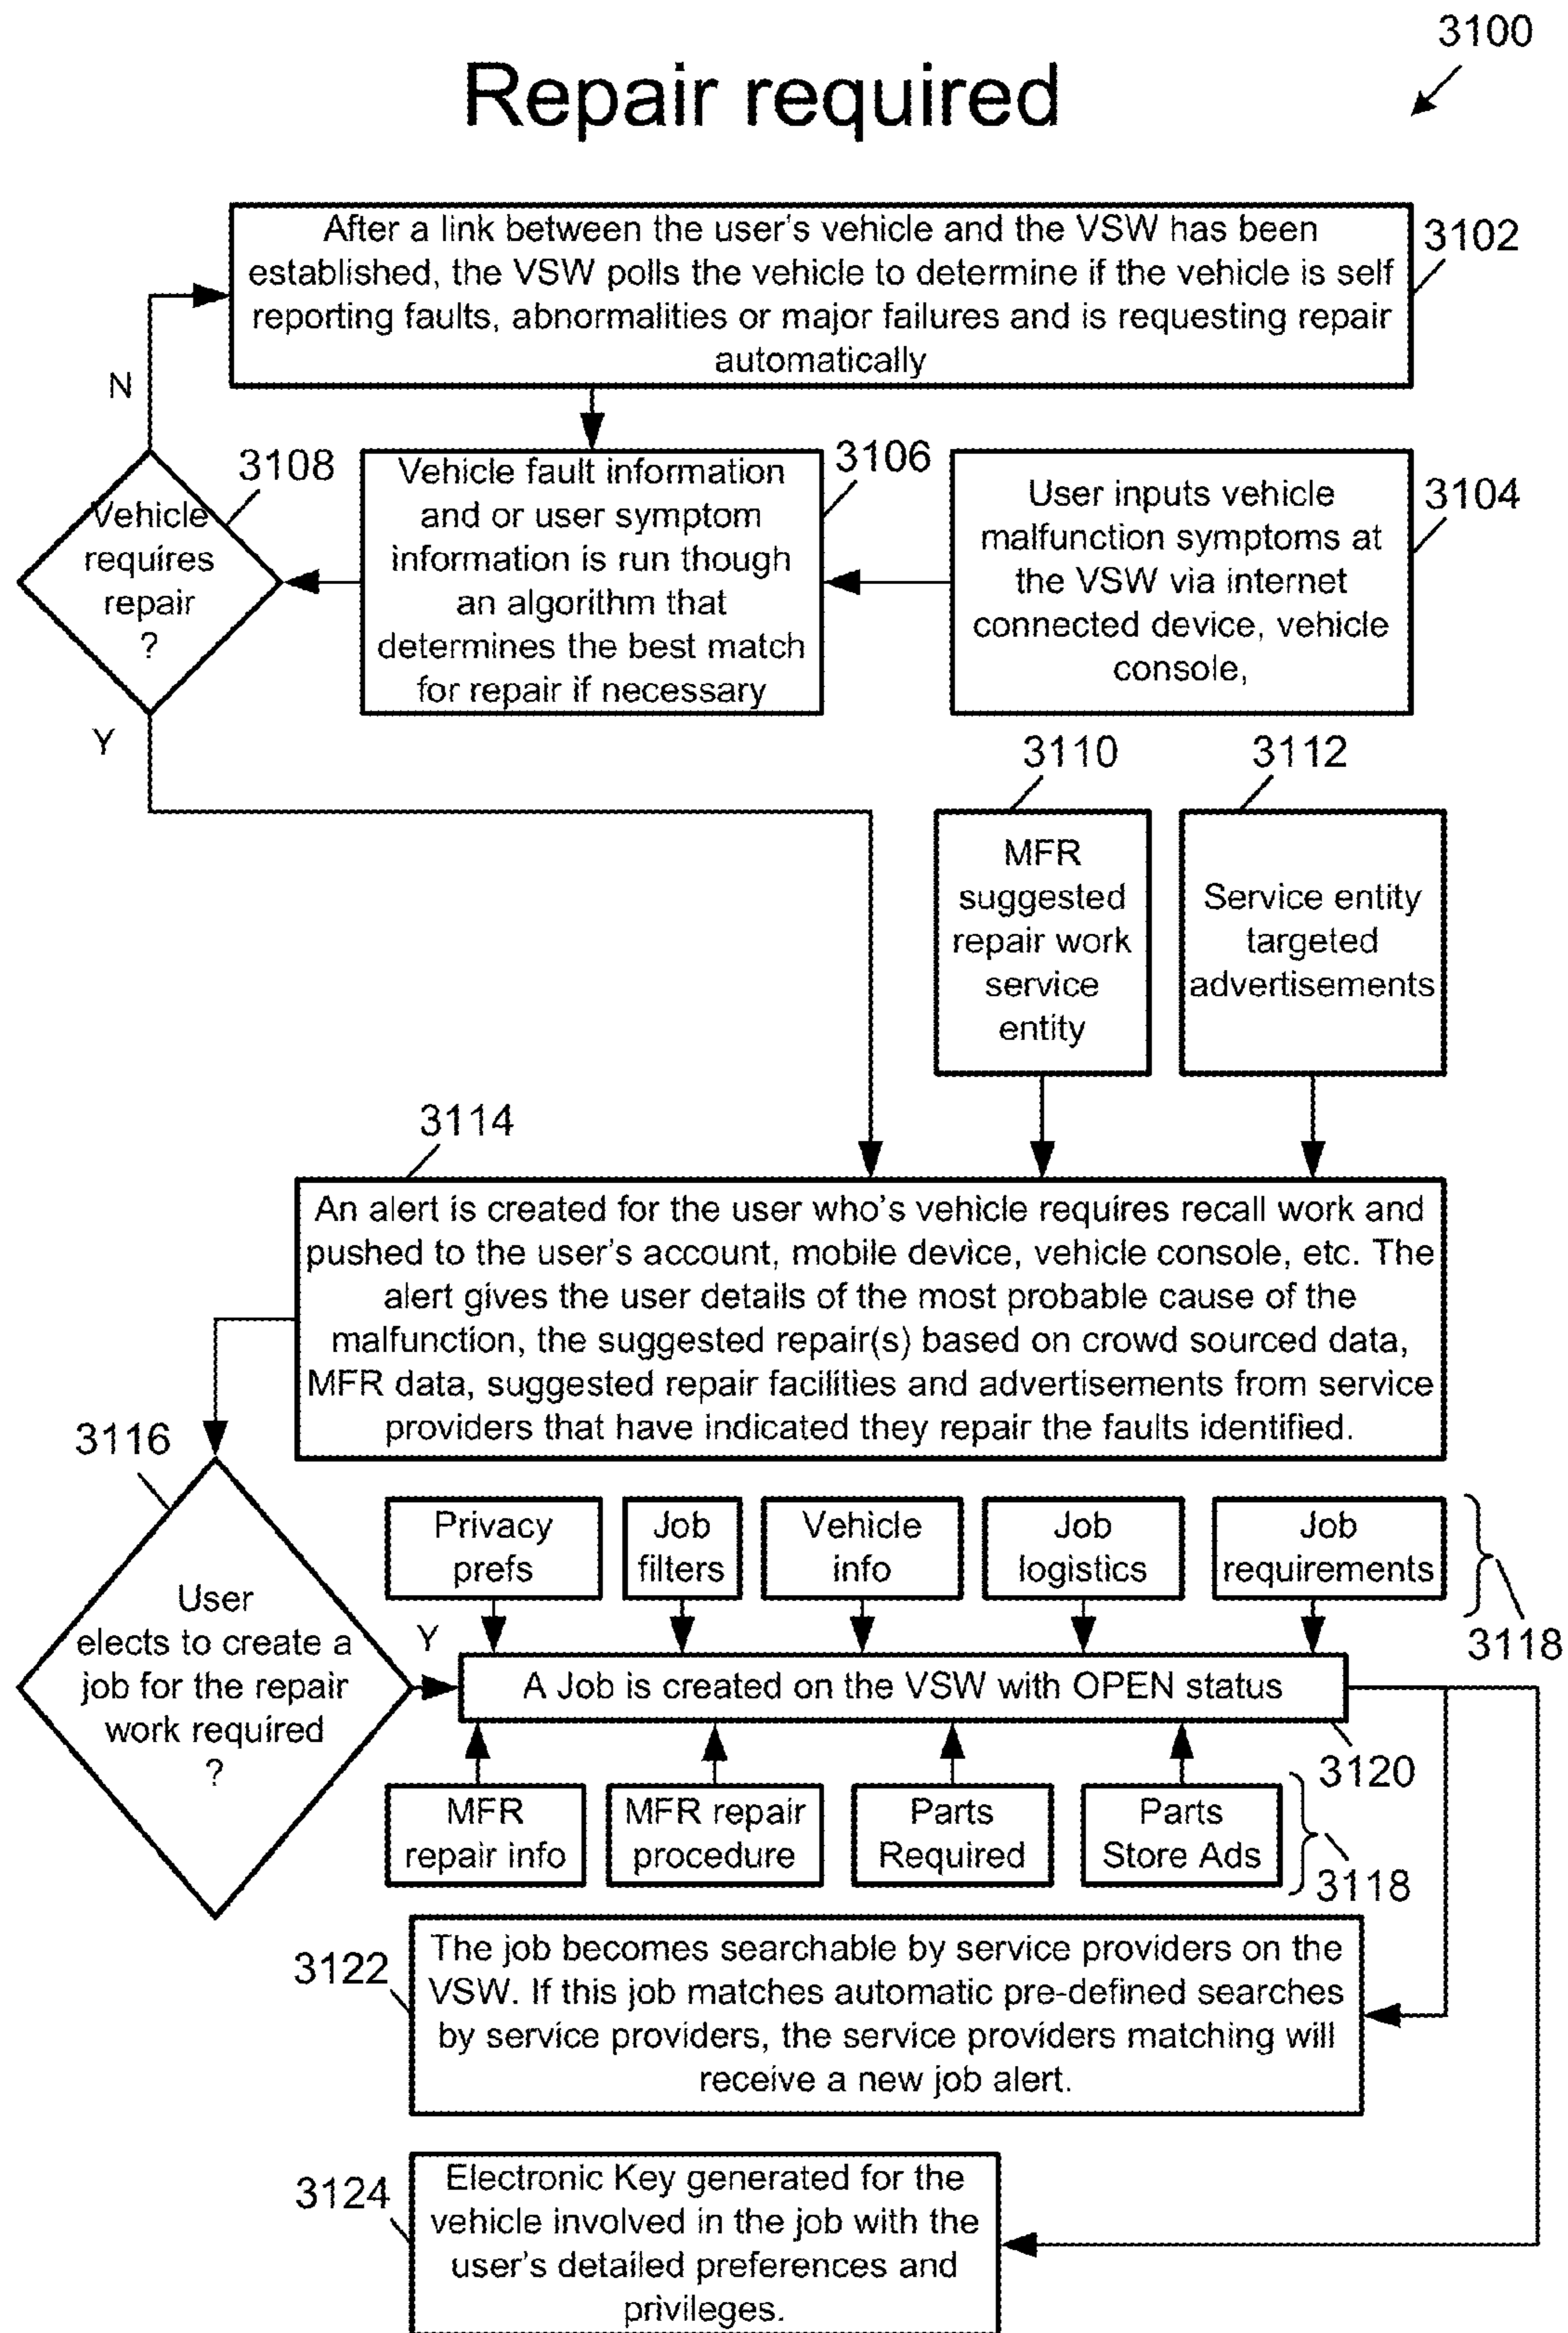 3100
Repair required
After a link between the user's vehicle and the VSW has been
established, the VSW polls the vehicle to determine if the vehicle is self
reporting faults, abnormalities or major failures and is requesting repair
automatically
3102
N
3108
Vehicle
requires
repair
?
Y
3106
Vehicle fault information
and or user symptom
information is run though
an algorithm that
determines the best match
for repair if necessary
3104
User inputs vehicle
malfunction symptoms at
the VSW via internet
connected device, vehicle
console,
3110
MFR
suggested
repair work
service
entity
3112
Service entity
targeted
advertisements
3114
An alert is created for the user who's vehicle requires recall work and
pushed to the user's account, mobile device, vehicle console, etc. The
alert gives the user details of the most probable cause of the
malfunction, the suggested repair(s) based on crowd sourced data,
MFR data, suggested repair facilities and advertisements from service
providers that have indicated they repair the faults identified.
3116
User
elects to create a
job for the repair
work required
?
Y
Privacy
prefs
Job
filters
Vehicle
info
Job
logistics
Job
requirements
3118
A Job is created on the VSW with OPEN status
3120
MFR
repair info
MFR repair
procedure
Parts
Required
Parts
Store Ads
3118
3122
The job becomes searchable by service providers on the
VSW. If this job matches automatic pre-defined searches
by service providers, the service providers matching will
receive a new job alert.
3124
Electronic Key generated for the
vehicle involved in the job with the
user's detailed preferences and
privileges.